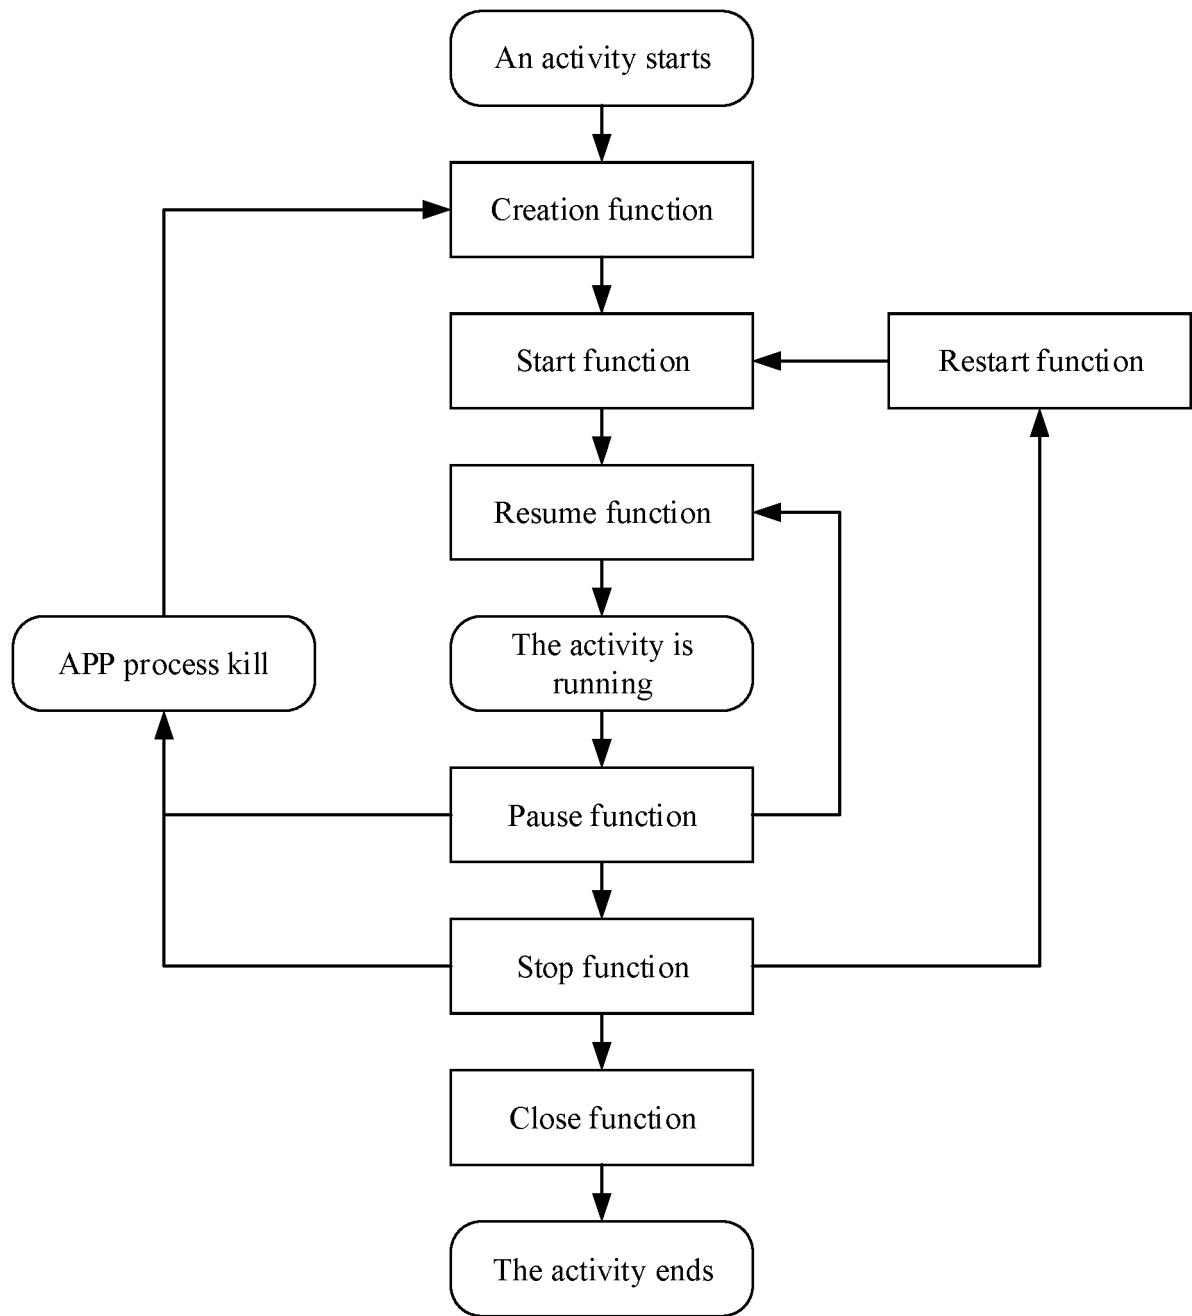 An activity starts
Creation function
Start function
Restart function
Resume function
The activity is
running
APP process kill
Pause function
Stop function
Close function
The activity ends